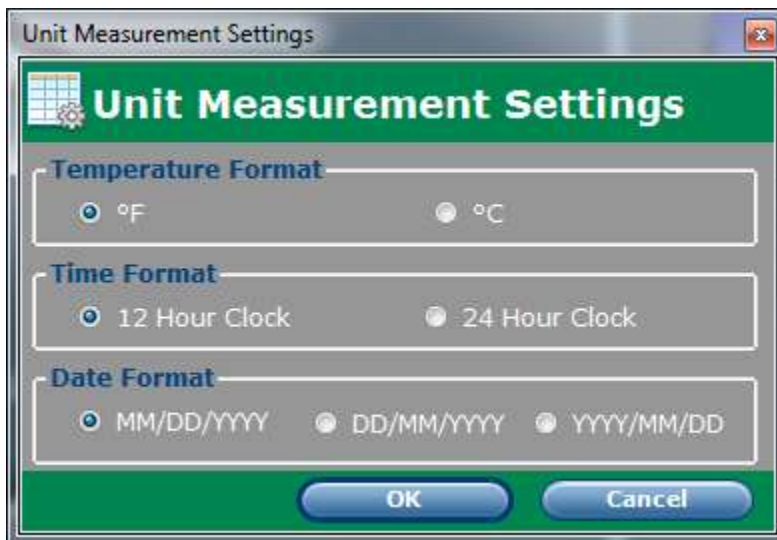 Unit Measurement Settings
Unit Measurement Settings
Temperature Format
°F °C
Time Format
12 Hour Clock 24 Hour Clock
Date Format
MM/DD/YYYY DD/MM/YYYY YYYY/MM/DD
OK Cancel